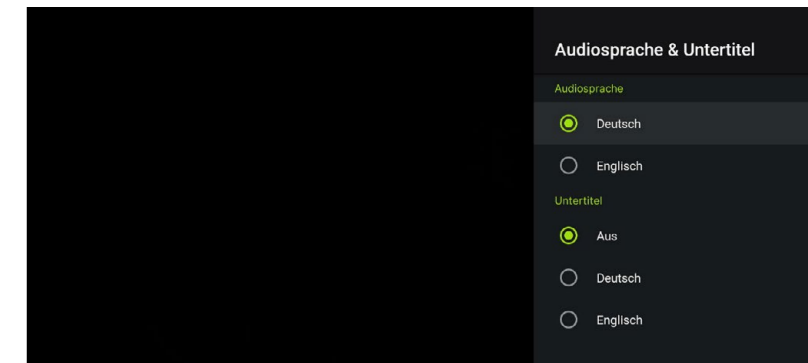 Audiosprache & Untertitel
Audiosprache
Deutsch
Englisch
Untertitel
Aus
Deutsch
Englisch